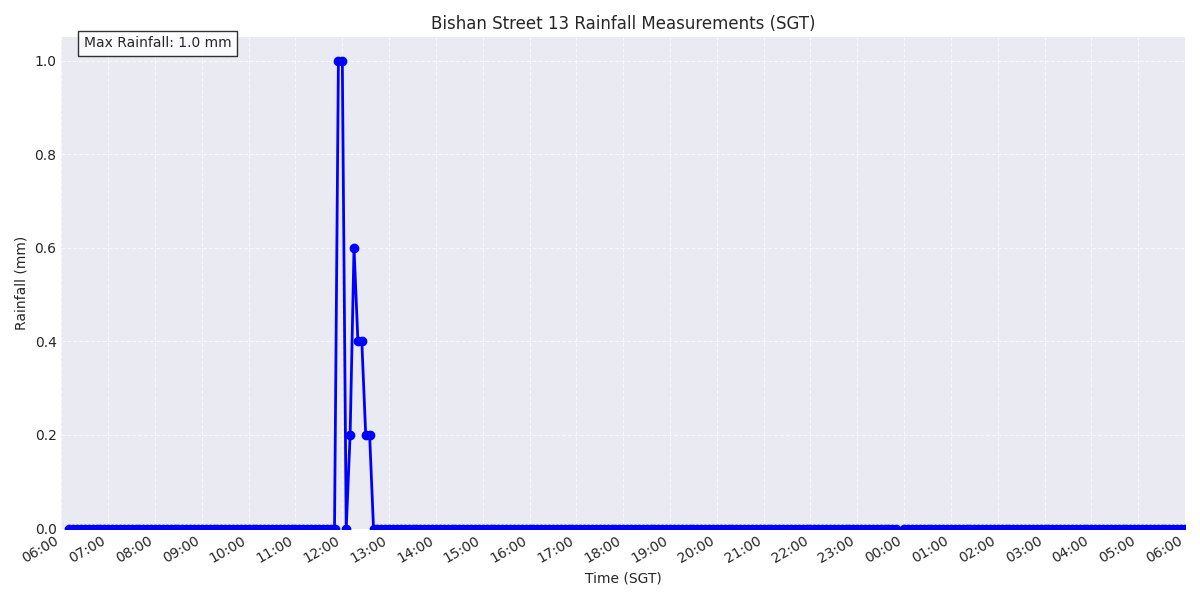 Bishan Street 13 Rainfall Measurements (SGT)
Max Rainfall: 1.0 mm
1.0
0.8
0.6
0.4
0.2
0.0
Rainfall (mm)
06:00 07:00 08:00 09:00 10:00 11:00 12:00 13:00 14:00 15:00 16:00 17:00 18:00 19:00 20:00 21:00 22:00 23:00 00:00 01:00 02:00 03:00 04:00 05:00 06:00
Time (SGT)